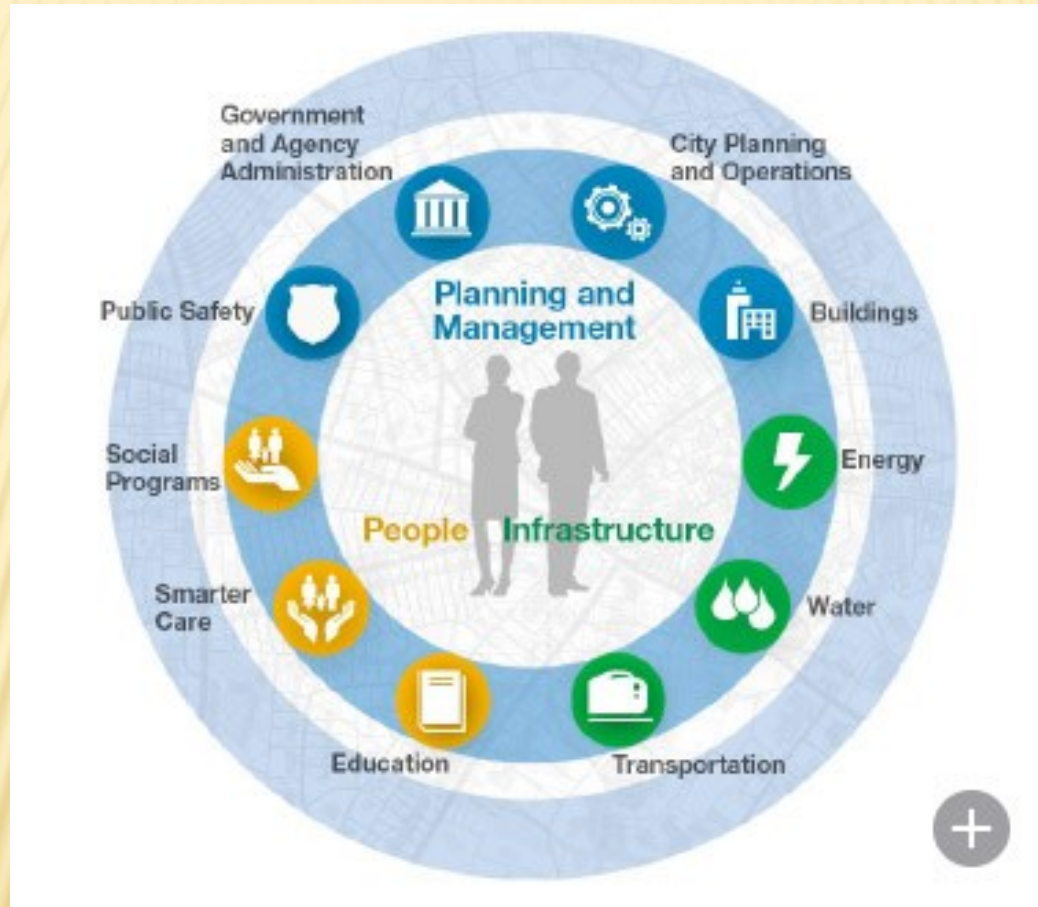 Government
and Agency
Administration
City Planning
and Operations
Public Safety
Planning and
Management
Buildings
Social
Programs
Energy
People Infrastructure
Smarter
Care
Water
Education
Transportation